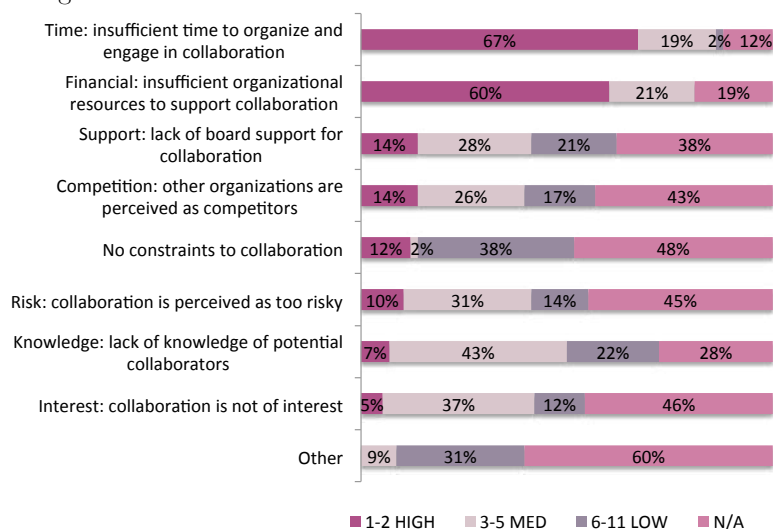 Time: insufficient time to organize and
engage in collaboration
67% 19% 2% 12%
Financial: insufficient organizational
resources to support collaboration
60% 21% 19%
Support: lack of board support for
collaboration
14% 28% 21% 38%
Competition: other organizations are
perceived as competitors
14% 26% 17% 43%
No constraints to collaboration
12% 2% 38% 48%
Risk: collaboration is perceived as too risky
10% 31% 14% 45%
Knowledge: lack of knowledge of potential
collaborators
7% 43% 22% 28%
Interest: collaboration is not of interest
5% 37% 12% 46%
Other
9% 31% 60%
1-2 HIGH 3-5 MED 6-11 LOW N/A